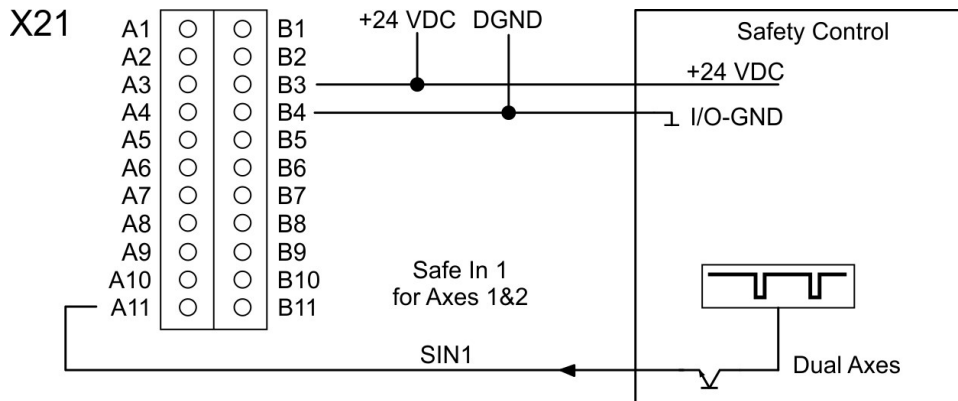 X21
+24 VDC DGND
Safety Control
A1 B1
A2 B2
A3 B3
+24 VDC
A4 B4
I/O-GND
A5 B5
A6 B6
A7 B7
A8 B8
A9 B9
A10 B10
A11 B11
Safe In 1
for Axes 1&2
SIN1
Dual Axes